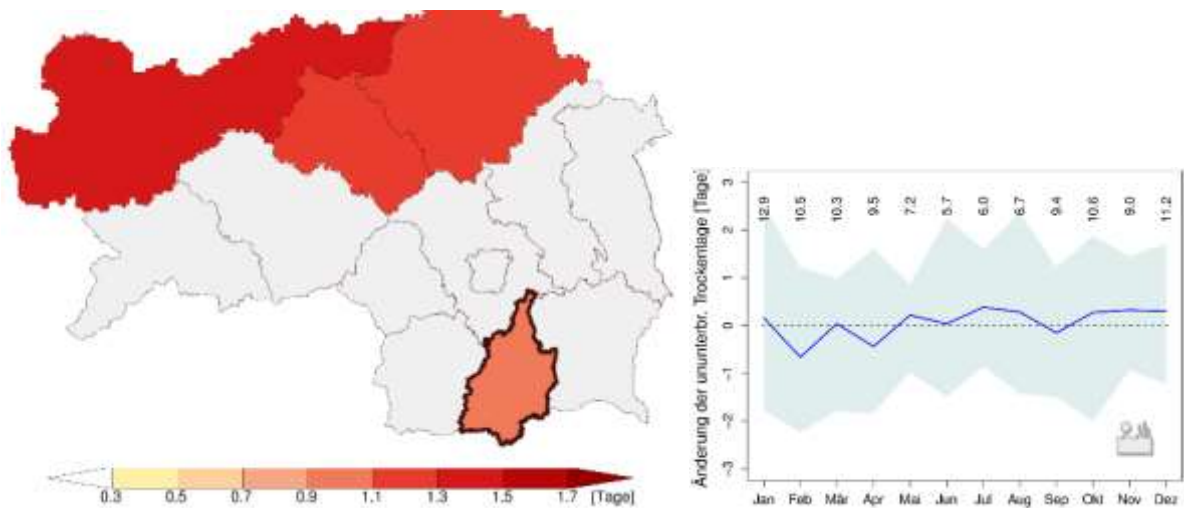 0.3 0.5 0.7 0.9 1.1 1.3 1.5 1.7 [Tage]
Änderung der ununterbr. Trockentage [Tage]
3
2
1
0
-1
-2
-3
12.9 10.5 10.3 9.5 7.2 5.7 6.0 6.7 9.4 10.6 9.0 11.2
Jan Feb Mär Apr Mai Jun Jul Aug Sep Okt Nov Dez